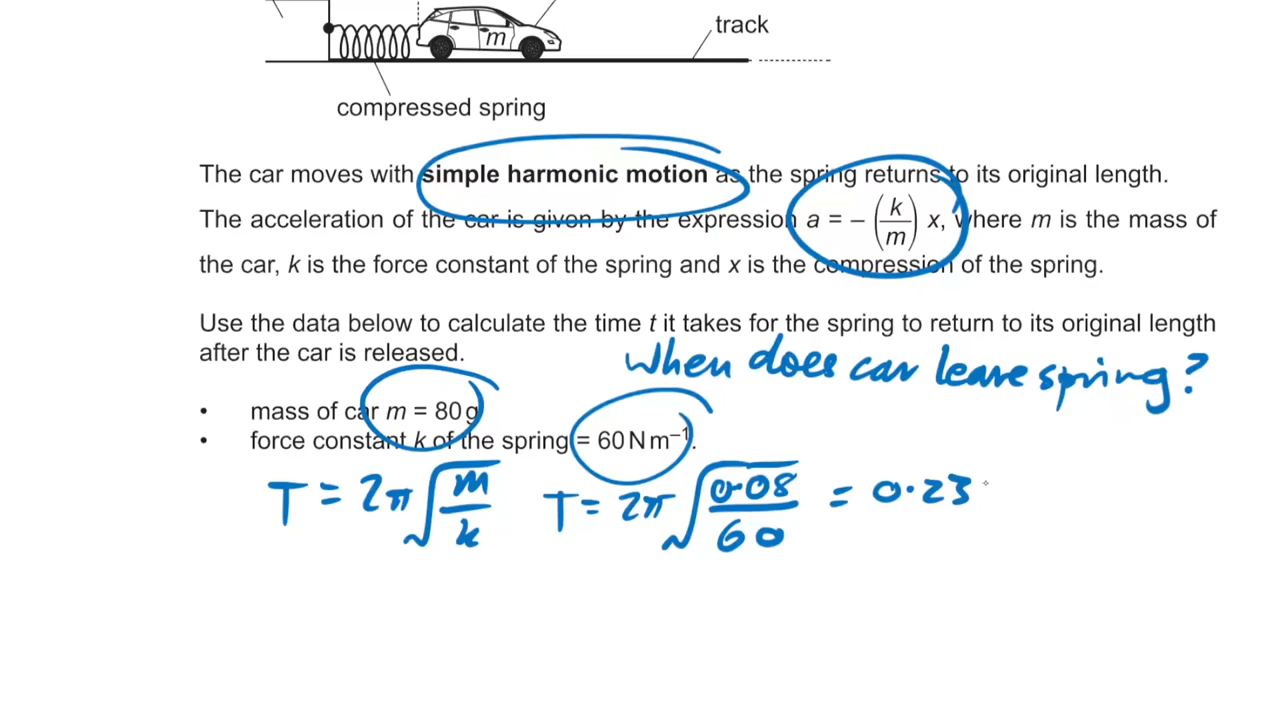 m
track
compressed spring
The car moves with simple harmonic motion as the spring returns to its original length.
The acceleration of the car is given by the expression a = − (k/m) x, where m is the mass of
the car, k is the force constant of the spring and x is the compression of the spring.
Use the data below to calculate the time t it takes for the spring to return to its original length
after the car is released.
When does car leave spring?
• mass of car m = 80 g
• force constant k of the spring = 60 N m⁻¹.
T = 2π √(m/k) T = 2π √(0.08/60) = 0.23